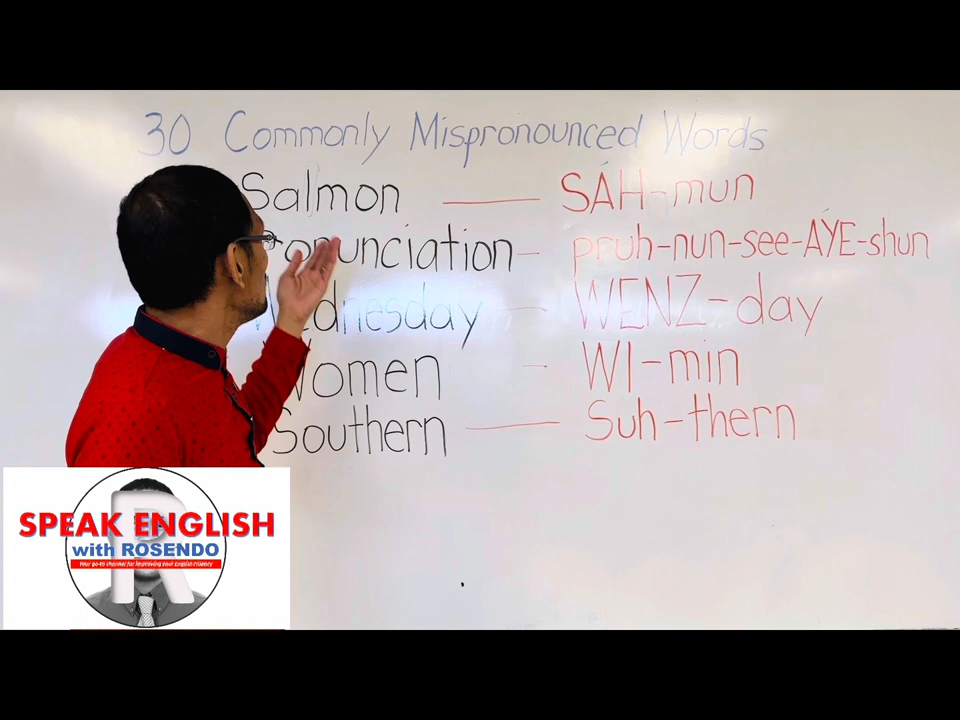 30 Commonly Mispronounced Words
Salmon — SÁH-mun
Pronunciation - pruh-nun-see-ÁYE-shun
Wednesday - WENZ-day
Women - WI-min
Southern — Suh-thern
SPEAK ENGLISH
with ROSENDO
Your go-to channel for improving your English Fluency
R